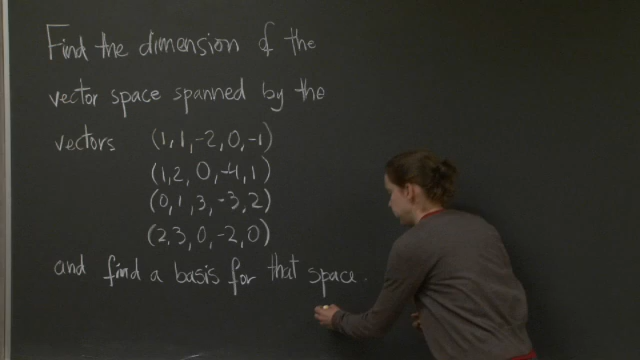 Find the dimension of the
vector space spanned by the
vectors (1, 1, -2, 0, -1)
(1, 2, 0, -4, 1)
(0, 1, 3, -3, 2)
(2, 3, 0, -2, 0)
and find a basis for that space.